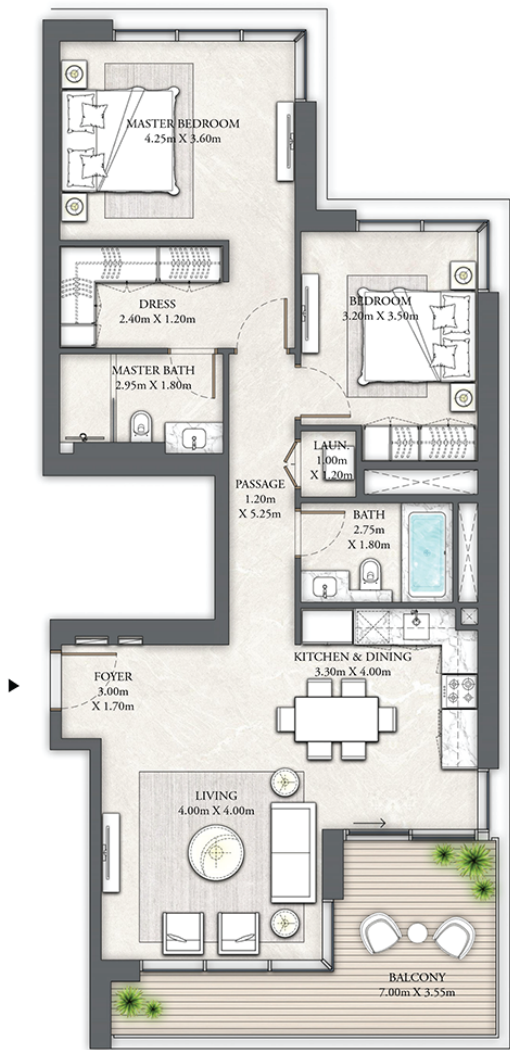 MASTER BEDROOM
4.25m X 3.60m
BEDROOM
3.20m X 3.50m
DRESS
2.40m X 1.20m
MASTER BATH
2.95m X 1.80m
LAUN.
1.00m
X 1.20m
PASSAGE
1.20m
X 5.25m
BATH
2.75m
X 1.80m
KITCHEN & DINING
3.30m X 4.00m
FOYER
3.00m
X 1.70m
LIVING
4.00m X 4.00m
BALCONY
7.00m X 3.55m